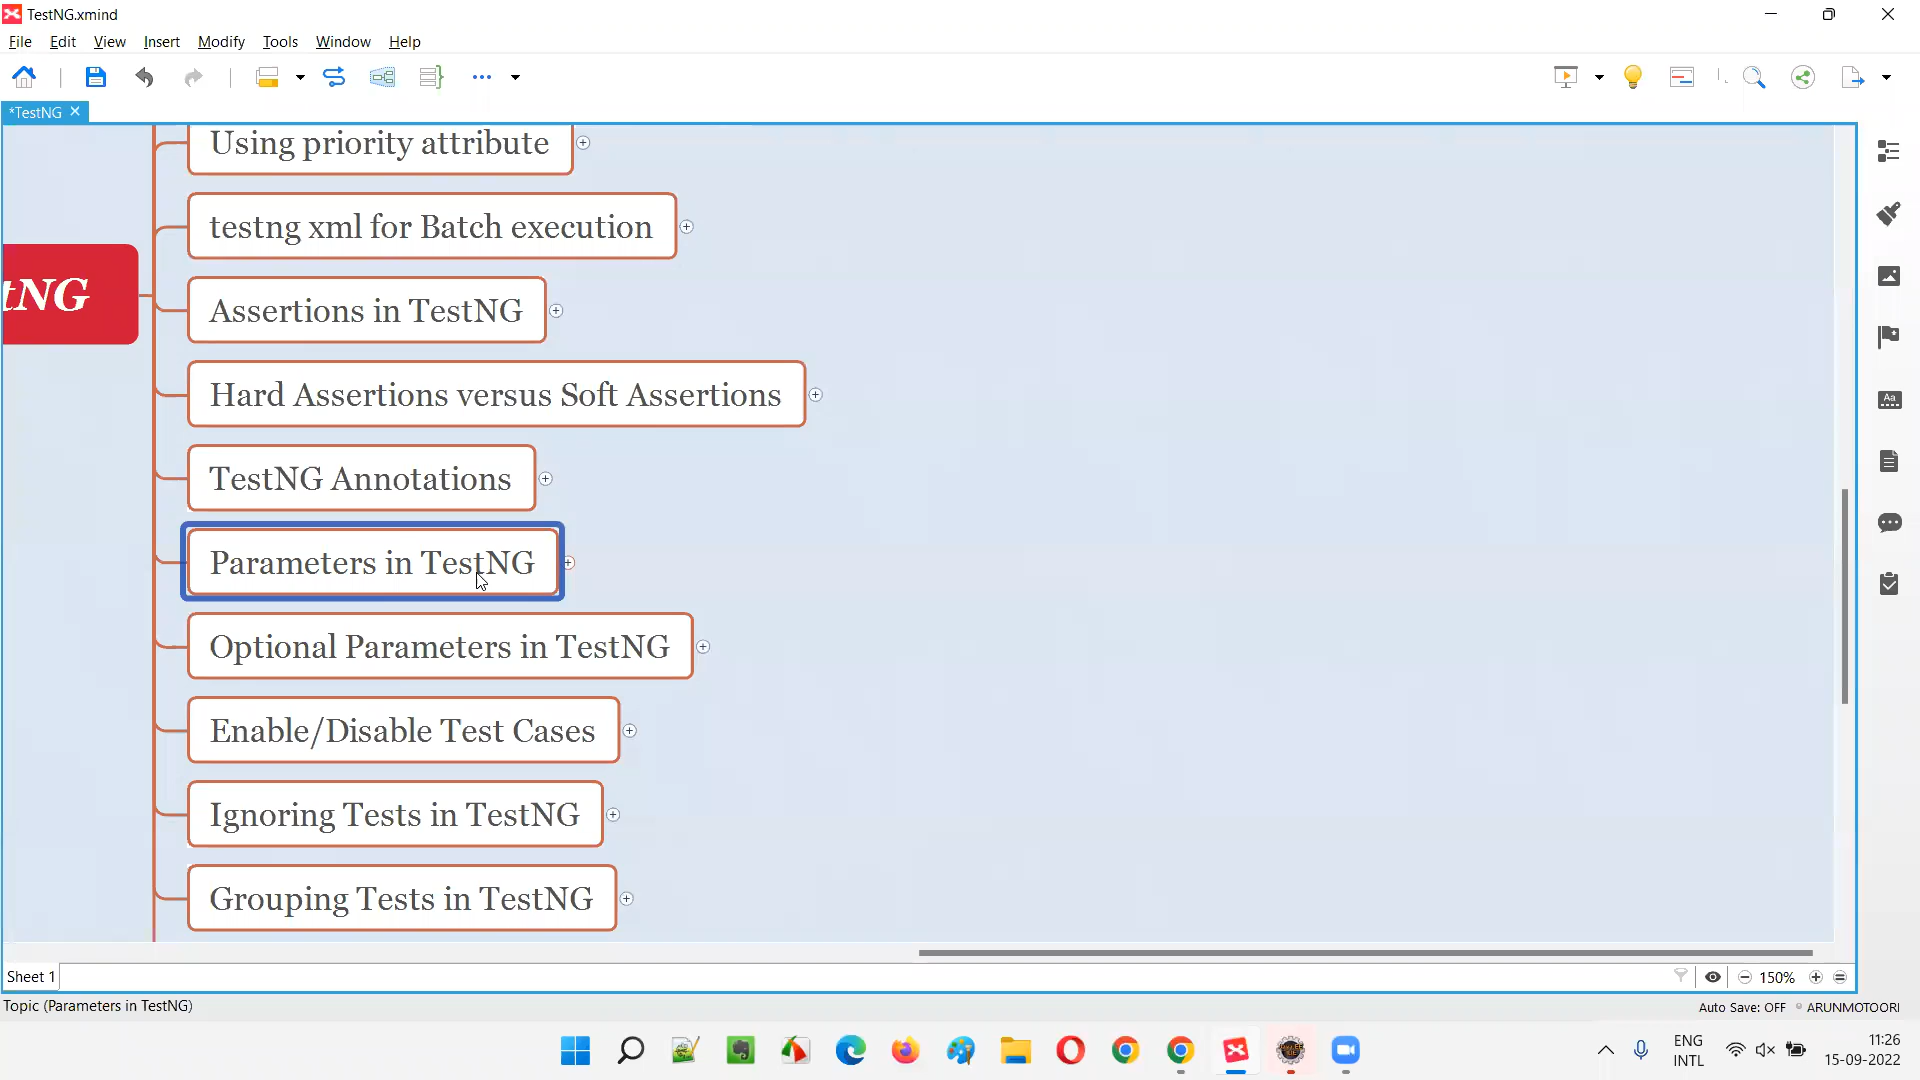 TestNG.xmind
File Edit View Insert Modify Tools Window Help
*TestNG
Using priority attribute
testng xml for Batch execution
tNG
Assertions in TestNG
Hard Assertions versus Soft Assertions
TestNG Annotations
Parameters in TestNG
Optional Parameters in TestNG
Enable/Disable Test Cases
Ignoring Tests in TestNG
Grouping Tests in TestNG
Aa
Sheet 1
150%
Topic (Parameters in TestNG)
Auto Save: OFF ARUNMOTOORI
ENG
INTL
11:26
15-09-2022